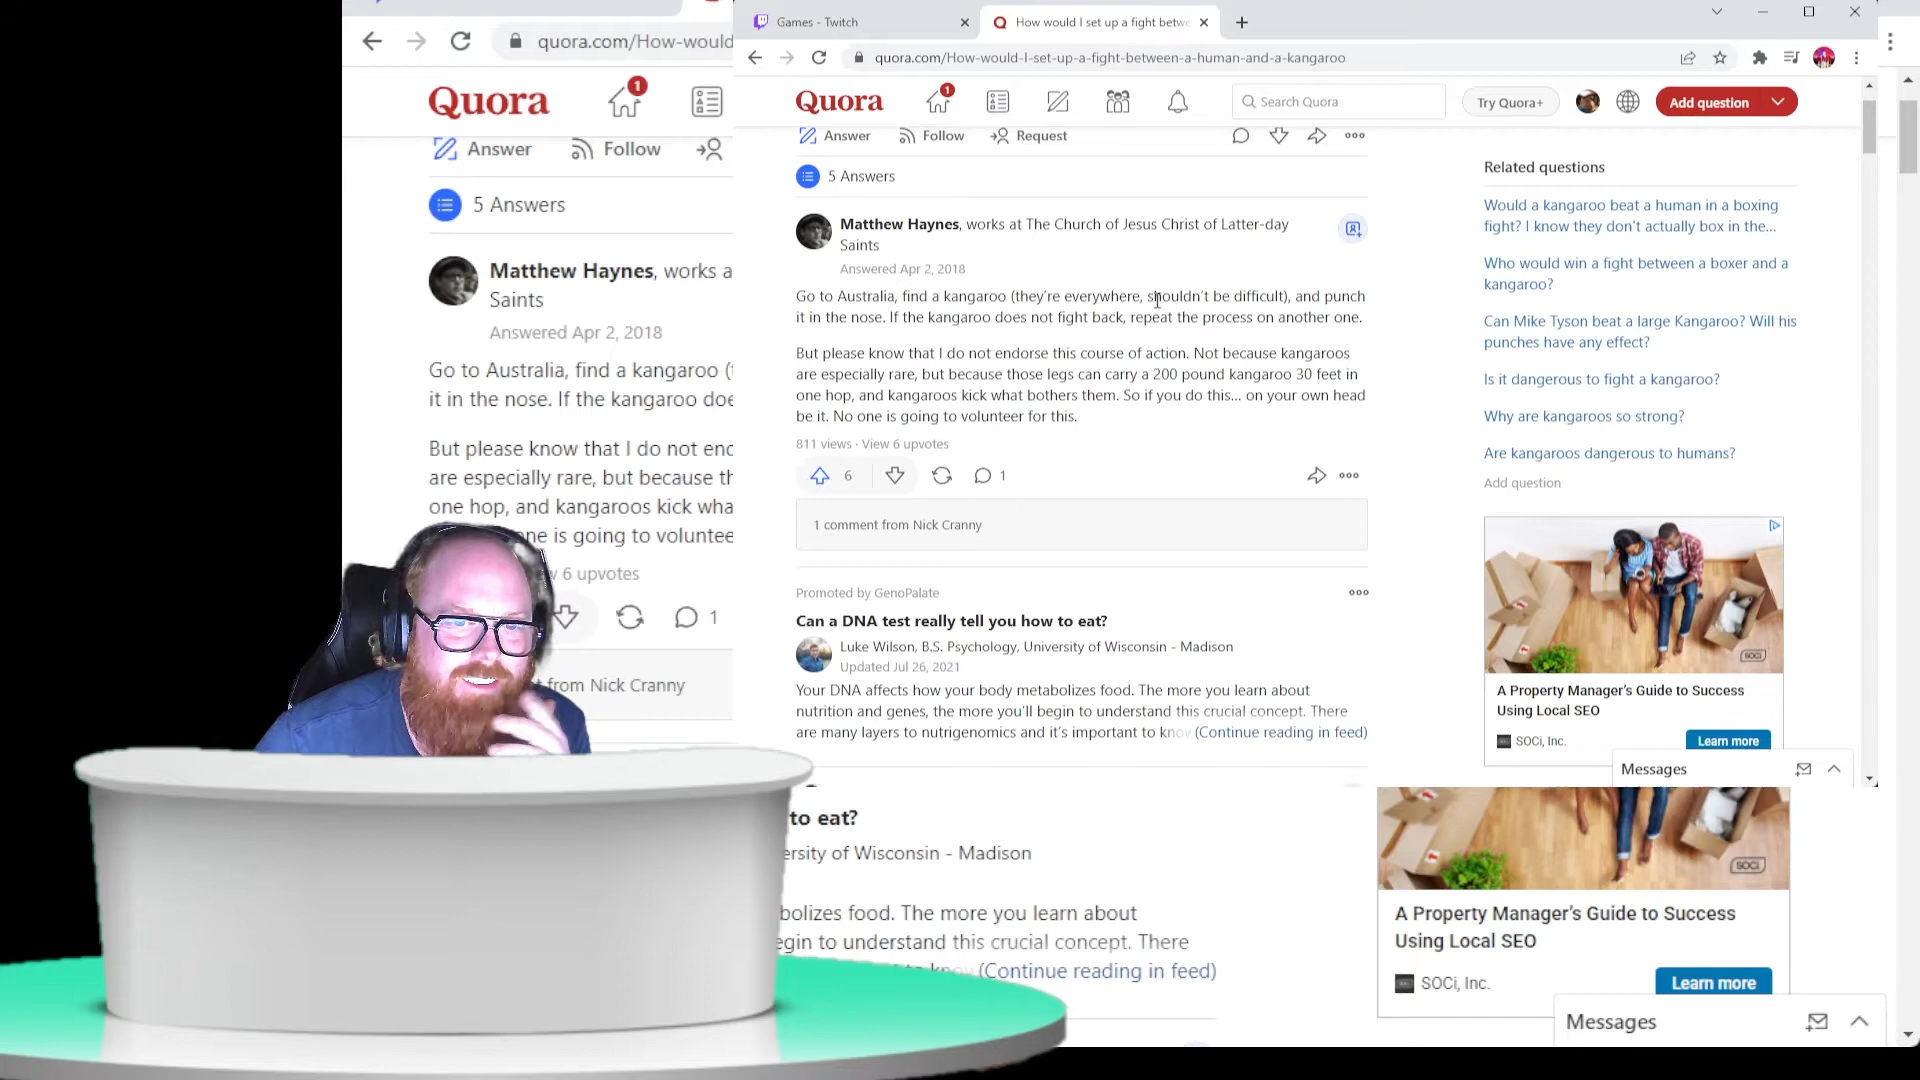 Games - Twitch
How would I set up a fight betwe
quora.com/How-would
quora.com/How-would-I-set-up-a-fight-between-a-human-and-a-kangaroo
Quora
1
Answer
Follow
5 Answers
Matthew Haynes, works a
Saints
Answered Apr 2, 2018
Go to Australia, find a kangaroo (t
it in the nose. If the kangaroo doe
But please know that I do not end
are especially rare, but because th
one hop, and kangaroos kick wha
ne is going to voluntee
6 upvotes
1
t from Nick Cranny
Quora
1
Search Quora
Try Quora+
Add question
Answer
Follow
Request
5 Answers
Matthew Haynes, works at The Church of Jesus Christ of Latter-day
Saints
Answered Apr 2, 2018
Go to Australia, find a kangaroo (they're everywhere, shouldn't be difficult), and punch
it in the nose. If the kangaroo does not fight back, repeat the process on another one.
But please know that I do not endorse this course of action. Not because kangaroos
are especially rare, but because those legs can carry a 200 pound kangaroo 30 feet in
one hop, and kangaroos kick what bothers them. So if you do this... on your own head
be it. No one is going to volunteer for this.
811 views · View 6 upvotes
6
1
1 comment from Nick Cranny
Promoted by GenoPalate
Can a DNA test really tell you how to eat?
Luke Wilson, B.S. Psychology, University of Wisconsin - Madison
Updated Jul 26, 2021
Your DNA affects how your body metabolizes food. The more you learn about
nutrition and genes, the more you'll begin to understand this crucial concept. There
are many layers to nutrigenomics and it's important to know (Continue reading in feed)
Related questions
Would a kangaroo beat a human in a boxing
fight? I know they don't actually box in the...
Who would win a fight between a boxer and a
kangaroo?
Can Mike Tyson beat a large Kangaroo? Will his
punches have any effect?
Is it dangerous to fight a kangaroo?
Why are kangaroos so strong?
Are kangaroos dangerous to humans?
Add question
SOCi
A Property Manager's Guide to Success
Using Local SEO
SOCi, Inc.
Learn more
Messages
to eat?
ersity of Wisconsin - Madison
bolizes food. The more you learn about
egin to understand this crucial concept. There
(Continue reading in feed)
SOCi
A Property Manager's Guide to Success
Using Local SEO
SOCi, Inc.
Learn more
Messages